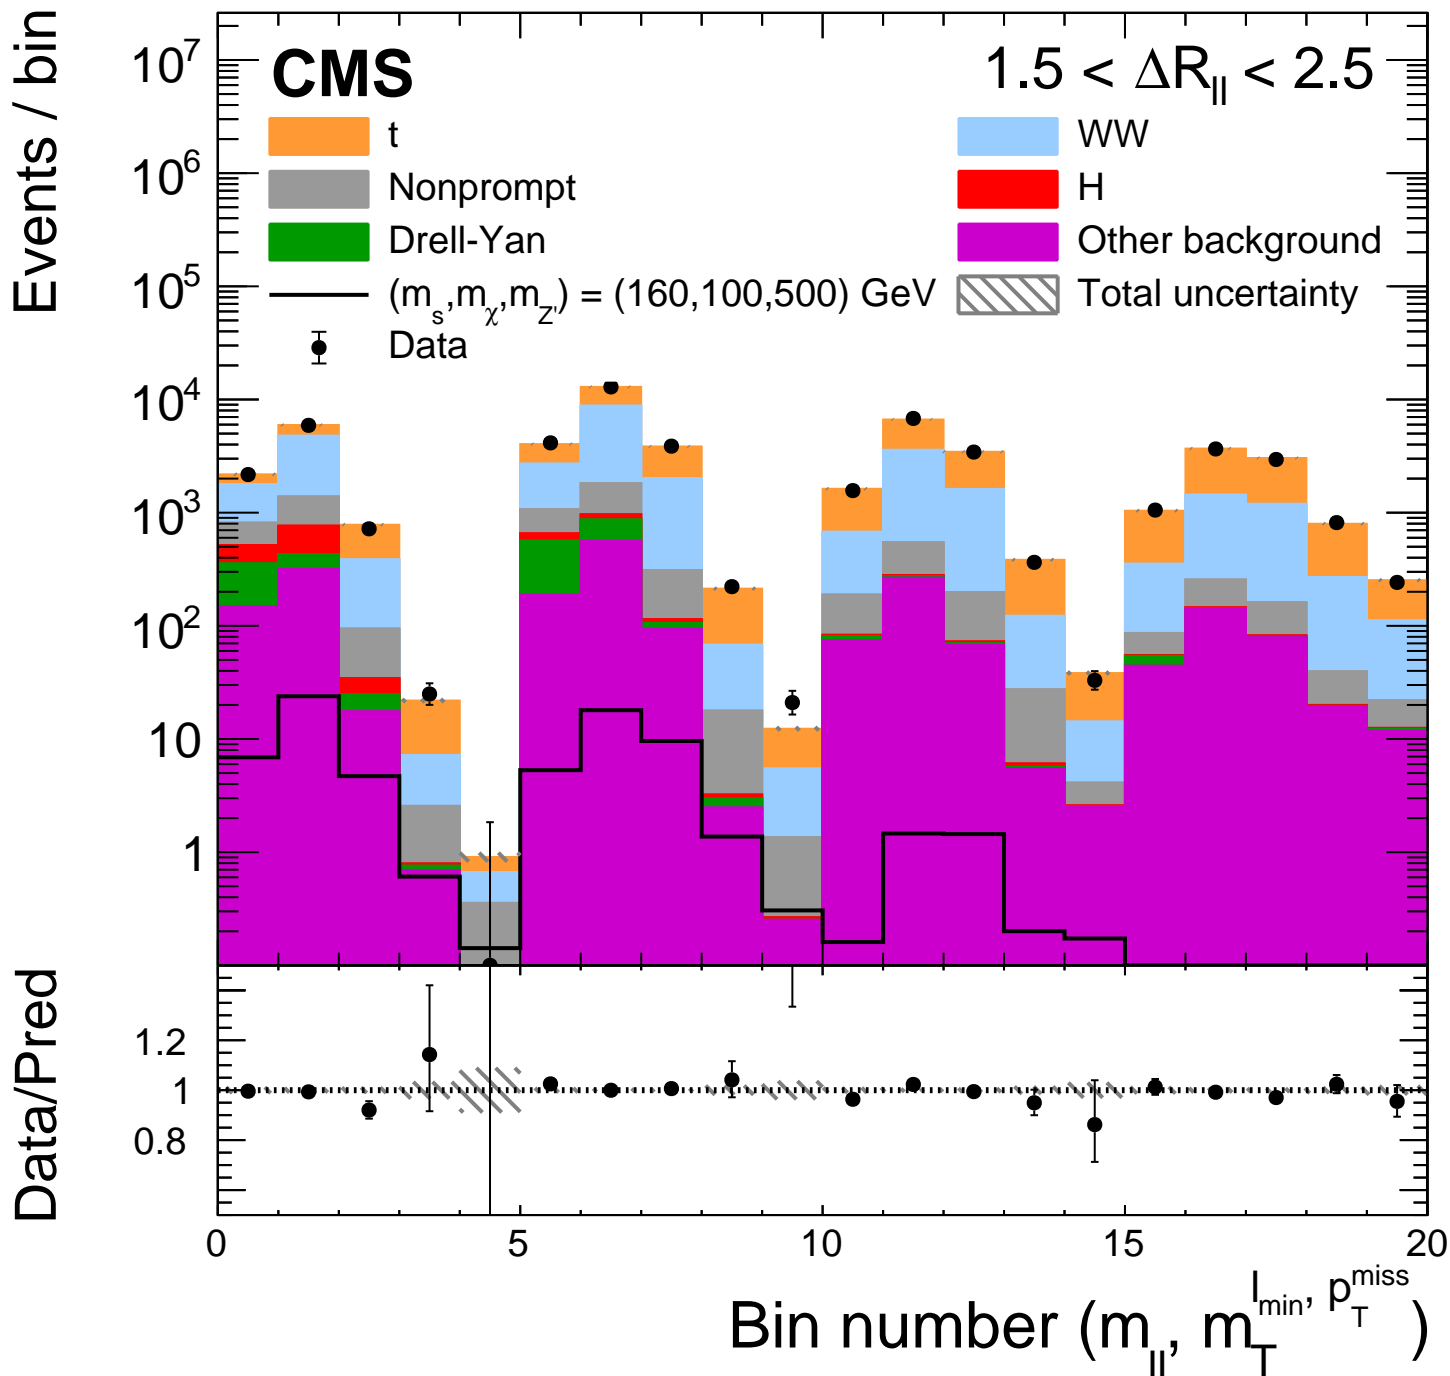 Events / bin
10^7
10^6
10^5
10^4
10^3
10^2
10
1
CMS
1.5 < ΔR_ll < 2.5
t
WW
Nonprompt
H
Drell-Yan
Other background
(m_s,m_χ,m_Z') = (160,100,500) GeV
Total uncertainty
Data
Data/Pred
1.2
1
0.8
0 5 10 15 20
Bin number (m_ll, m_T^{l_min, p_T^miss})